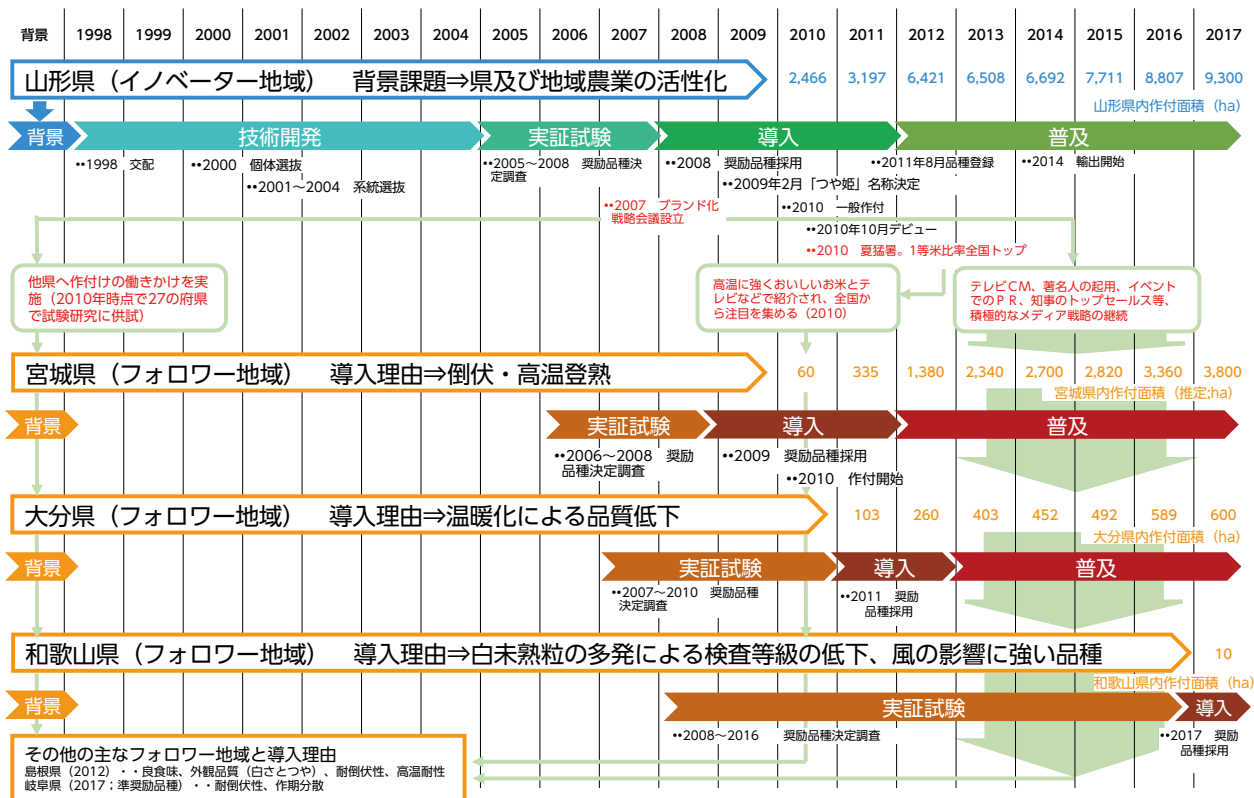 背景 1998 1999 2000 2001 2002 2003 2004 2005 2006 2007 2008 2009 2010 2011 2012 2013 2014 2015 2016 2017
山形県（イノベーター地域）　背景課題⇒県及び地域農業の活性化 2,466 3,197 6,421 6,508 6,692 7,711 8,807 9,300
山形県内作付面積（ha）
背景 技術開発 実証試験 導入 普及
••1998　交配
••2000　個体選抜
••2001～2004　系統選抜
••2005～2008　奨励品種決
定調査
••2008　奨励品種採用
••2009年2月「つや姫」名称決定
••2007　ブランド化
戦略会議設立
••2010　一般作付
••2010年10月デビュー
••2010　夏猛暑。1等米比率全国トップ
••2011年8月品種登録
••2014　輸出開始
他県へ作付けの働きかけを実
施（2010年時点で27の府県
で試験研究に供試）
高温に強くおいしいお米とテ
レビなどで紹介され、全国か
ら注目を集める（2010）
テレビＣＭ、著名人の起用、イベント
でのＰＲ、知事のトップセールス等、
積極的なメディア戦略の継続
宮城県（フォロワー地域）　導入理由⇒倒伏・高温登熟 60 335 1,380 2,340 2,700 2,820 3,360 3,800
宮城県内作付面積（推定;ha）
背景 実証試験 導入 普及
••2006～2008　奨励
品種決定調査
••2009　奨励品種採用
••2010　作付開始
大分県（フォロワー地域）　導入理由⇒温暖化による品質低下 103 260 403 452 492 589 600
大分県内作付面積（ha）
背景 実証試験 導入 普及
••2007～2010　奨励品種
決定調査
••2011　奨励
品種採用
和歌山県（フォロワー地域）　導入理由⇒白未熟粒の多発による検査等級の低下、風の影響に強い品種 10
和歌山県内作付面積（ha）
背景 実証試験 導入
••2008～2016　奨励品種決定調査
••2017　奨励
品種採用
その他の主なフォロワー地域と導入理由
島根県（2012）・・良食味、外観品質（白さとつや）、耐倒伏性、高温耐性
岐阜県（2017；準奨励品種）・・耐倒伏性、作期分散